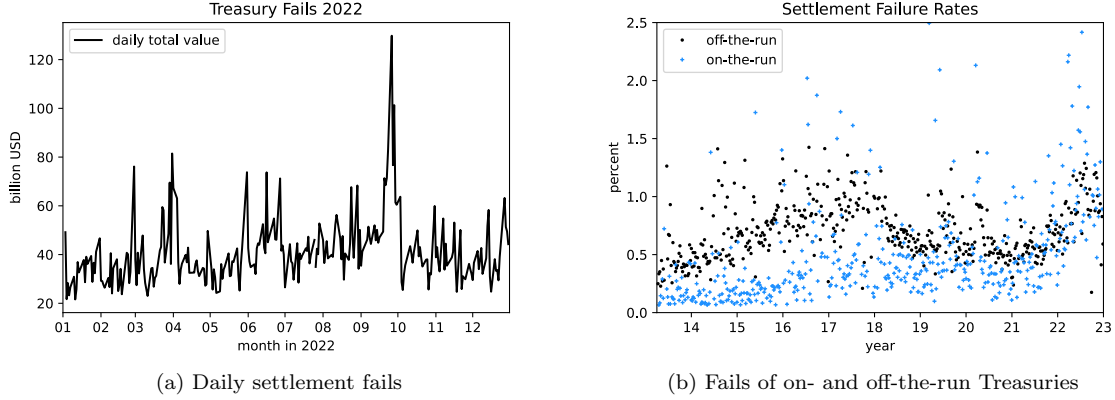 Treasury Fails 2022
daily total value
120
100
80
60
40
20
billion USD
01 02 03 04 05 06 07 08 09 10 11 12
month in 2022
(a) Daily settlement fails
Settlement Failure Rates
off-the-run
on-the-run
2.5
2.0
1.5
1.0
0.5
0.0
percent
14 15 16 17 18 19 20 21 22 23
year
(b) Fails of on- and off-the-run Treasuries